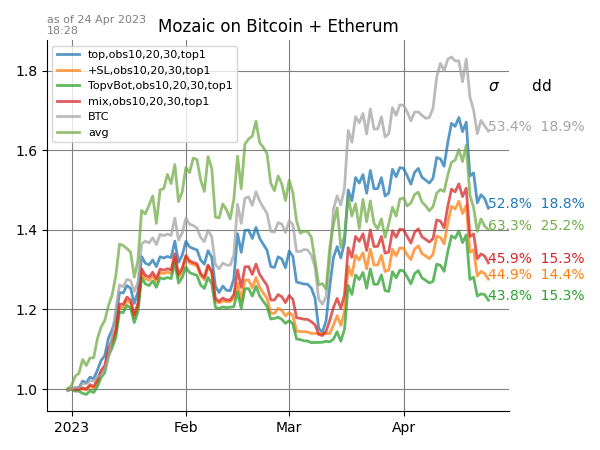 as of 24 Apr 2023
18:28
Mozaic on Bitcoin + Etherum
top,obs10,20,30,top1
+SL,obs10,20,30,top1
TopvBot,obs10,20,30,top1
mix,obs10,20,30,top1
BTC
avg
σ dd
53.4% 18.9%
52.8% 18.8%
63.3% 25.2%
45.9% 15.3%
44.9% 14.4%
43.8% 15.3%
1.8
1.6
1.4
1.2
1.0
2023 Feb Mar Apr